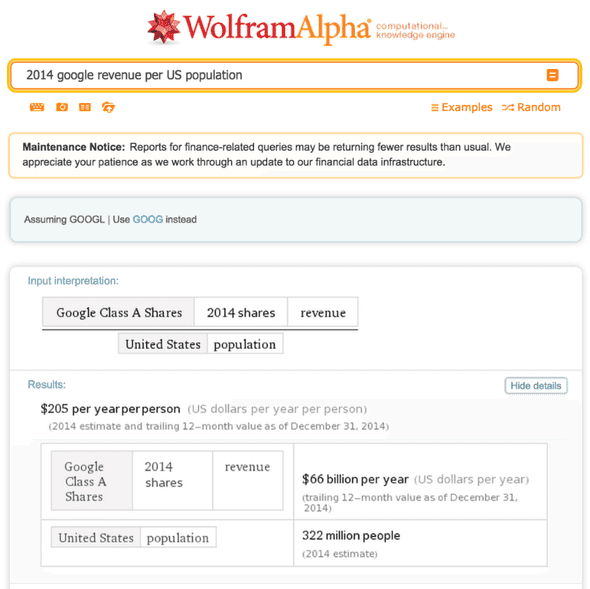 WolframAlpha computational... knowledge engine
2014 google revenue per US population
Examples Random
Maintenance Notice: Reports for finance-related queries may be returning fewer results than usual. We
appreciate your patience as we work through an update to our financial data infrastructure.
Assuming GOOGL | Use GOOG instead
Input interpretation:
Google Class A Shares 2014 shares revenue
United States population
Results:
Hide details
$205 per year per person (US dollars per year per person)
(2014 estimate and trailing 12-month value as of December 31, 2014)
Google
Class A
Shares
2014
shares
revenue
$66 billion per year (US dollars per year)
(trailing 12-month value as of December 31,
2014)
United States population
322 million people
(2014 estimate)